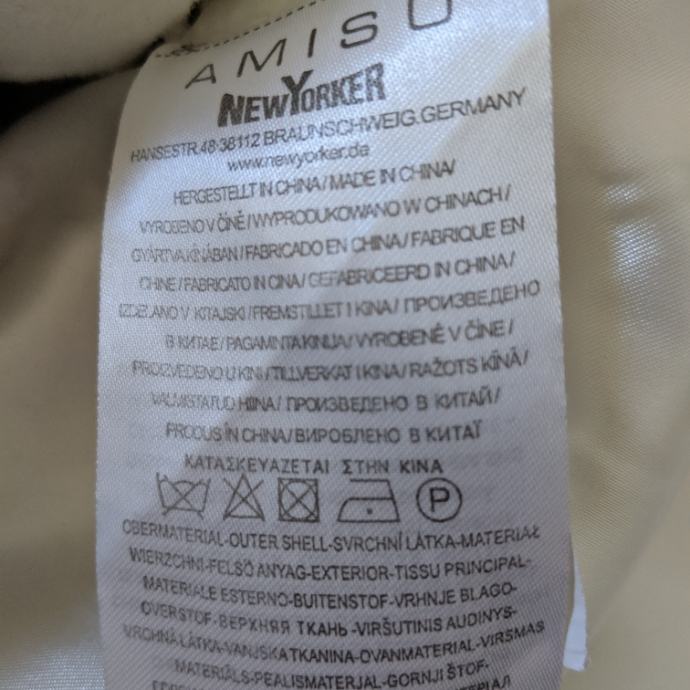 AMISU
NEWYORKER
HANSESTR.48·38112 BRAUNSCHWEIG.GERMANY
www.newyorker.de
HERGESTELLT IN CHINA/MADE IN CHINA/
VYROBENO V ČÍNĚ/WYPRODUKOWANO W CHINACH/
GYÁRTVA KÍNÁBAN/FABRICADO EN CHINA/FABRIQUE EN
CHINE/FABRICATO IN CINA/GEFABRICEERD IN CHINA/
IZDELANO V KITAJSKI/FREMSTILLET I KINA/ПРОИЗВЕДЕНО
В КИТАЕ/PAGAMINTA KINIJA/VYROBENÉ V ČÍNE/
PROIZVEDENO U KINI/TILLVERKAT I KINA/RAŽOTS ĶĪNĀ/
VALMISTATUD HIINA/ПРОИЗВЕДЕНО В КИТАЙ/
PRODUS ÎN CHINA/ВИРОБЛЕНО В КИТАЇ
ΚΑΤΑΣΚΕΥΑΖΕΤΑΙ ΣΤΗΝ ΚΙΝΑ
P
OBERMATERIAL-OUTER SHELL-SVRCHNÍ LÁTKA-MATERIAŁ
WIERZCHNI-FELSŐ ANYAG-EXTERIOR-TISSU PRINCIPAL-
MATERIALE ESTERNO-BUITENSTOF-VRHNJE BLAGO-
OVERSTOF-ВЕРХНЯЯ ТКАНЬ-VIRŠUTINIS AUDINYS-
VRCHNÁ LÁTKA-VANJSKA TKANINA-OVANMATERIAL-VIRSMAS
MATERIĀLS-PEALISMATERJAL-GORNJI ŠTOF-